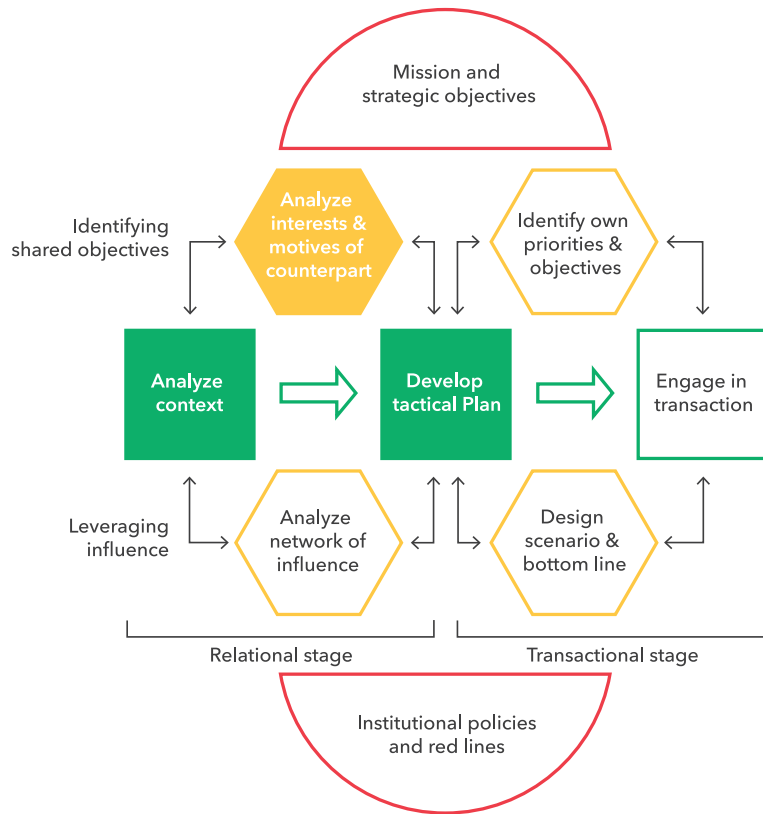 Mission and
strategic objectives
Identifying
shared objectives
Analyze
interests &
motives of
counterpart
Identify own
priorities &
objectives
Analyze
context
Develop
tactical Plan
Engage in
transaction
Leveraging
influence
Analyze
network of
influence
Design
scenario &
bottom line
Relational stage
Transactional stage
Institutional policies
and red lines